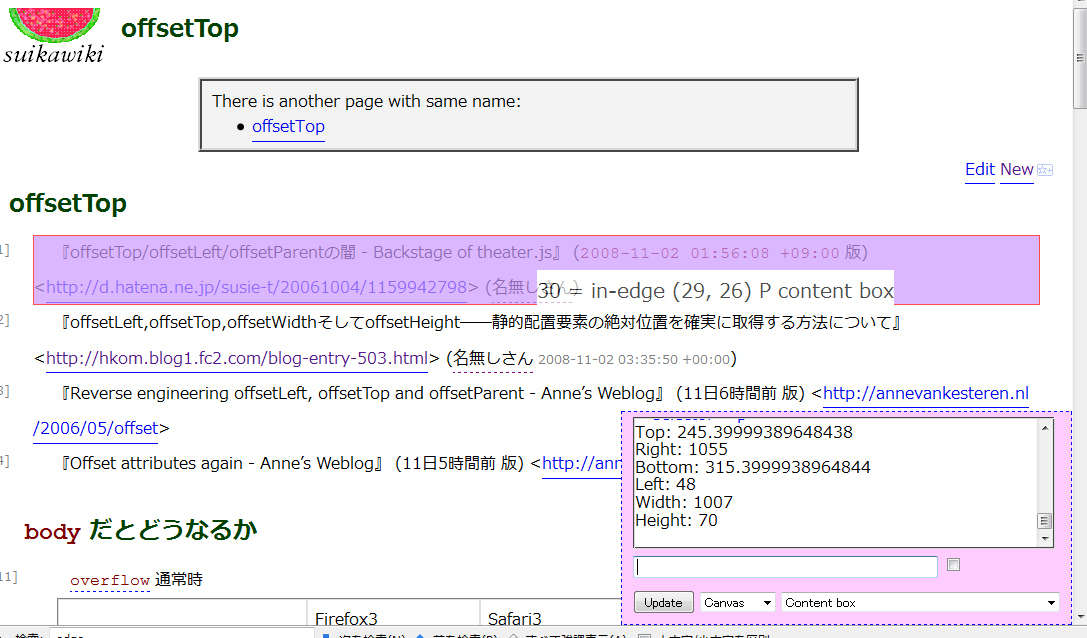 suikawiki
offsetTop
There is another page with same name:
• offsetTop
Edit New
offsetTop
1]
『offsetTop/offsetLeft/offsetParentの闇 - Backstage of theater.js』 (2008-11-02 01:56:08 +09:00 版)
<http://d.hatena.ne.jp/susie-t/20061004/1159942798> (名無しさん)
30 = in-edge (29, 26) P content box
2]
『offsetLeft,offsetTop,offsetWidthそしてoffsetHeight――静的配置要素の絶対位置を確実に取得する方法について』
<http://hkom.blog1.fc2.com/blog-entry-503.html> (名無しさん 2008-11-02 03:35:50 +00:00)
3]
『Reverse engineering offsetLeft, offsetTop and offsetParent - Anne’s Weblog』 (11日6時間前 版) <http://annevankesteren.nl
/2006/05/offset>
4]
『Offset attributes again - Anne’s Weblog』 (11日5時間前 版) <http://ann
Top: 245.39999389648438
Right: 1055
Bottom: 315.3999938964844
Left: 48
Width: 1007
Height: 70
Update Canvas Content box
body だとどうなるか
11]
overflow 通常時
Firefox3 Safari3